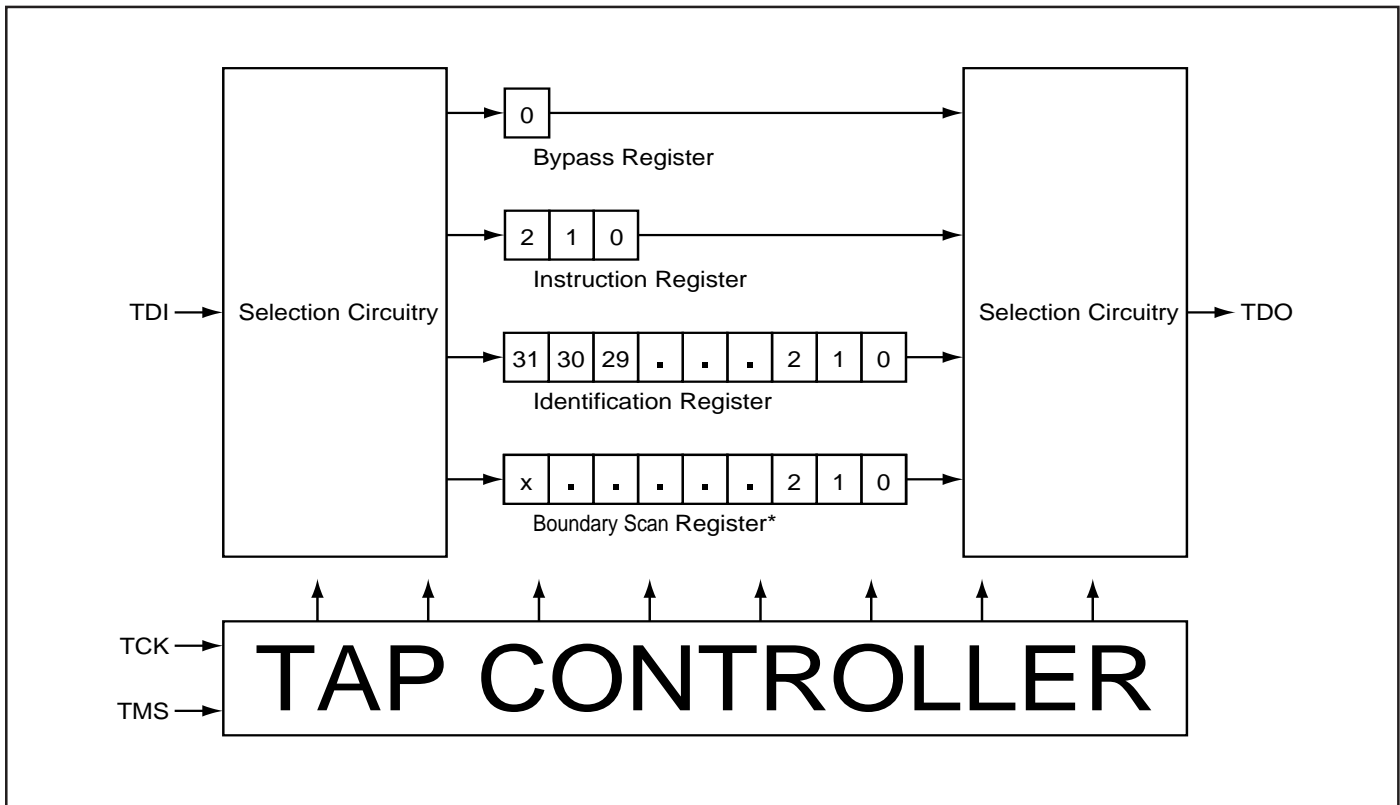 0
Bypass Register
2 1 0
Instruction Register
TDI
Selection Circuitry
Selection Circuitry
TDO
31 30 29 . . . 2 1 0
Identification Register
x . . . . . 2 1 0
Boundary Scan Register*
TCK
TMS
TAP CONTROLLER